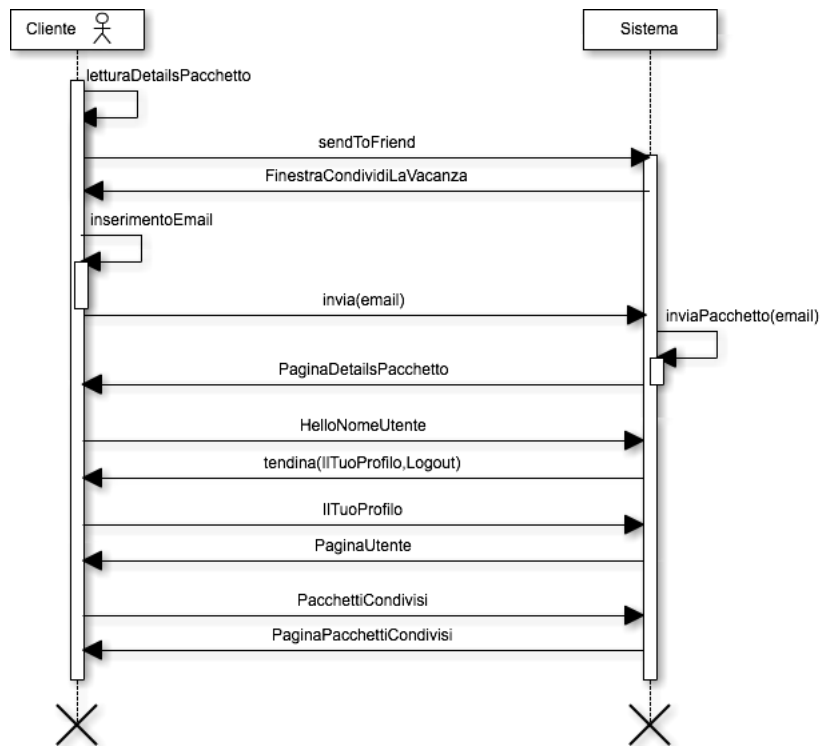 Cliente
Sistema
letturaDetailsPacchetto
sendToFriend
FinestraCondividiLaVacanza
inserimentoEmail
invia(email)
inviaPacchetto(email)
PaginaDetailsPacchetto
HelloNomeUtente
tendina(IlTuoProfilo,Logout)
IlTuoProfilo
PaginaUtente
PacchettiCondivisi
PaginaPacchettiCondivisi